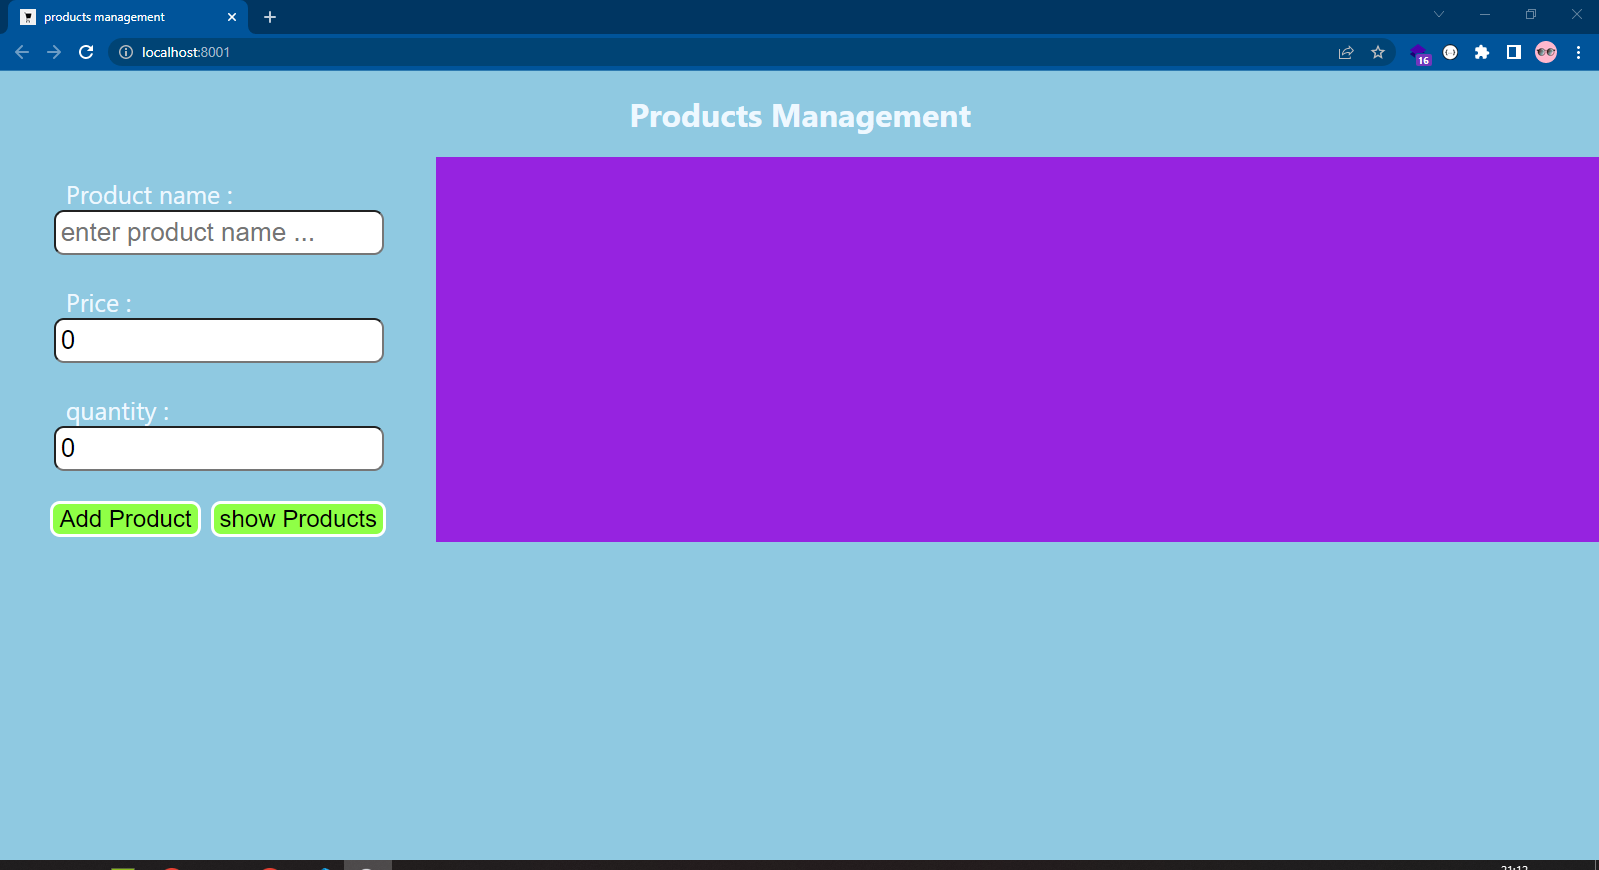 products management
localhost:8001
16
Products Management
Product name :
enter product name ...
Price :
0
quantity :
0
Add Product
show Products